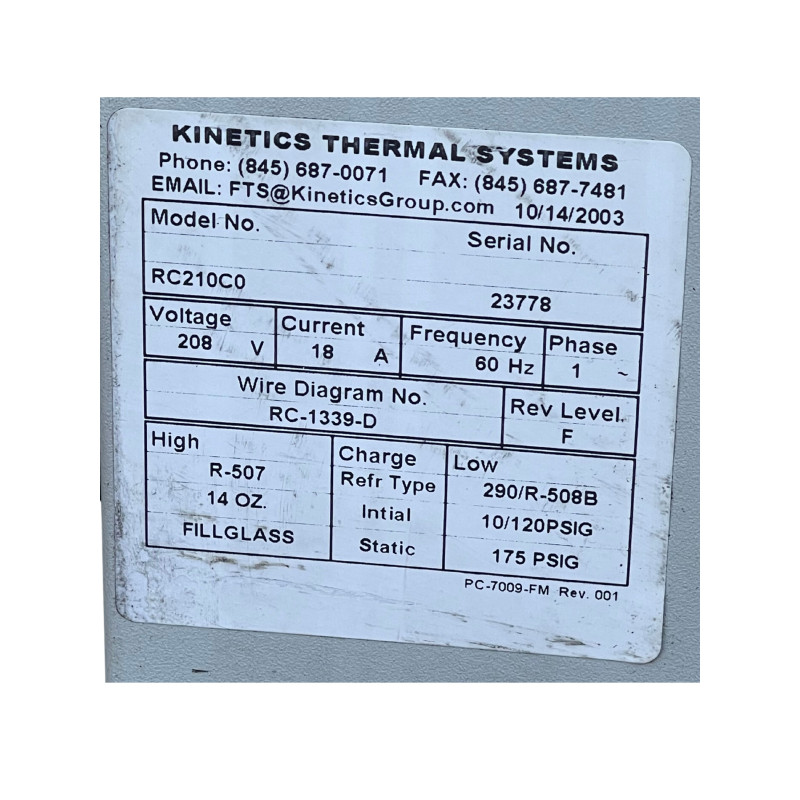 KINETICS THERMAL SYSTEMS
Phone: (845) 687-0071 FAX: (845) 687-7481
EMAIL: FTS@KineticsGroup.com 10/14/2003
Model No. Serial No.
RC210C0 23778
Voltage Current Frequency Phase
208 V 18 A 60 Hz 1 ~
Wire Diagram No. Rev Level.
RC-1339-D F
High Charge Low
R-507 Refr Type 290/R-508B
14 OZ. Intial 10/120PSIG
FILLGLASS Static 175 PSIG
PC-7009-FM Rev. 001